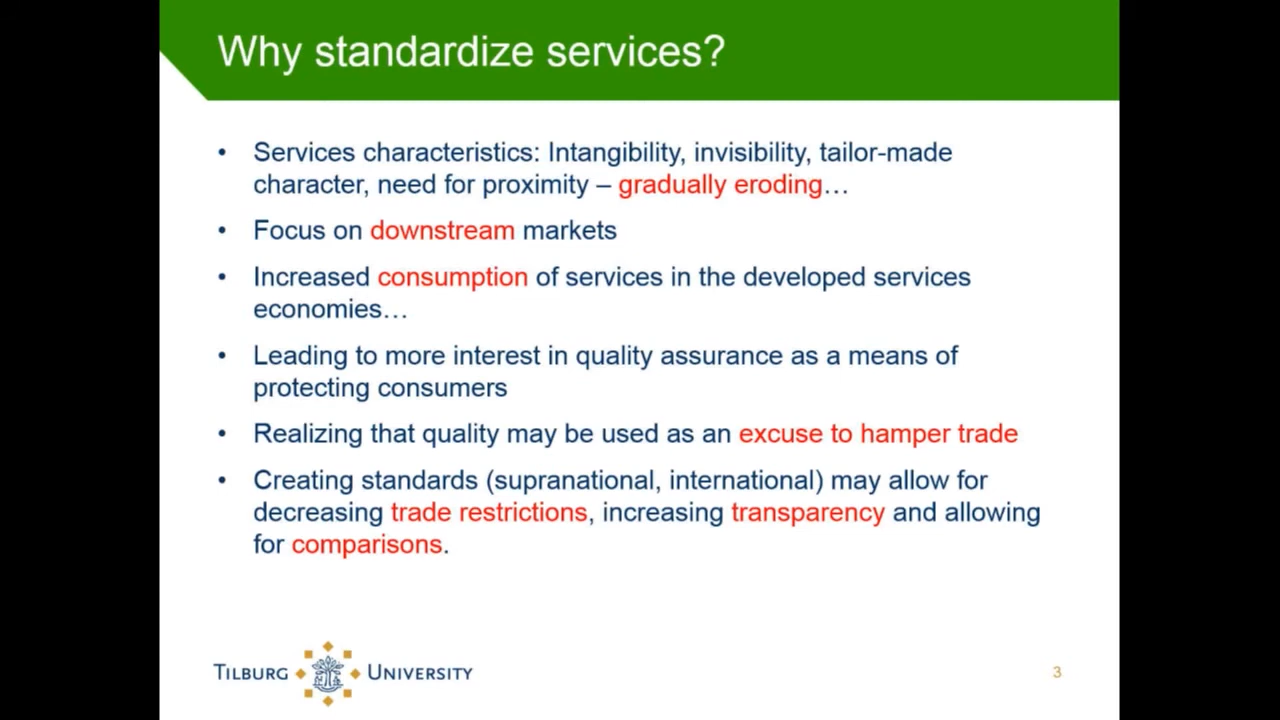 Why standardize services?
• Services characteristics: Intangibility, invisibility, tailor-made
character, need for proximity – gradually eroding…
• Focus on downstream markets
• Increased consumption of services in the developed services
economies…
• Leading to more interest in quality assurance as a means of
protecting consumers
• Realizing that quality may be used as an excuse to hamper trade
• Creating standards (supranational, international) may allow for
decreasing trade restrictions, increasing transparency and allowing
for comparisons.
TILBURG UNIVERSITY
3